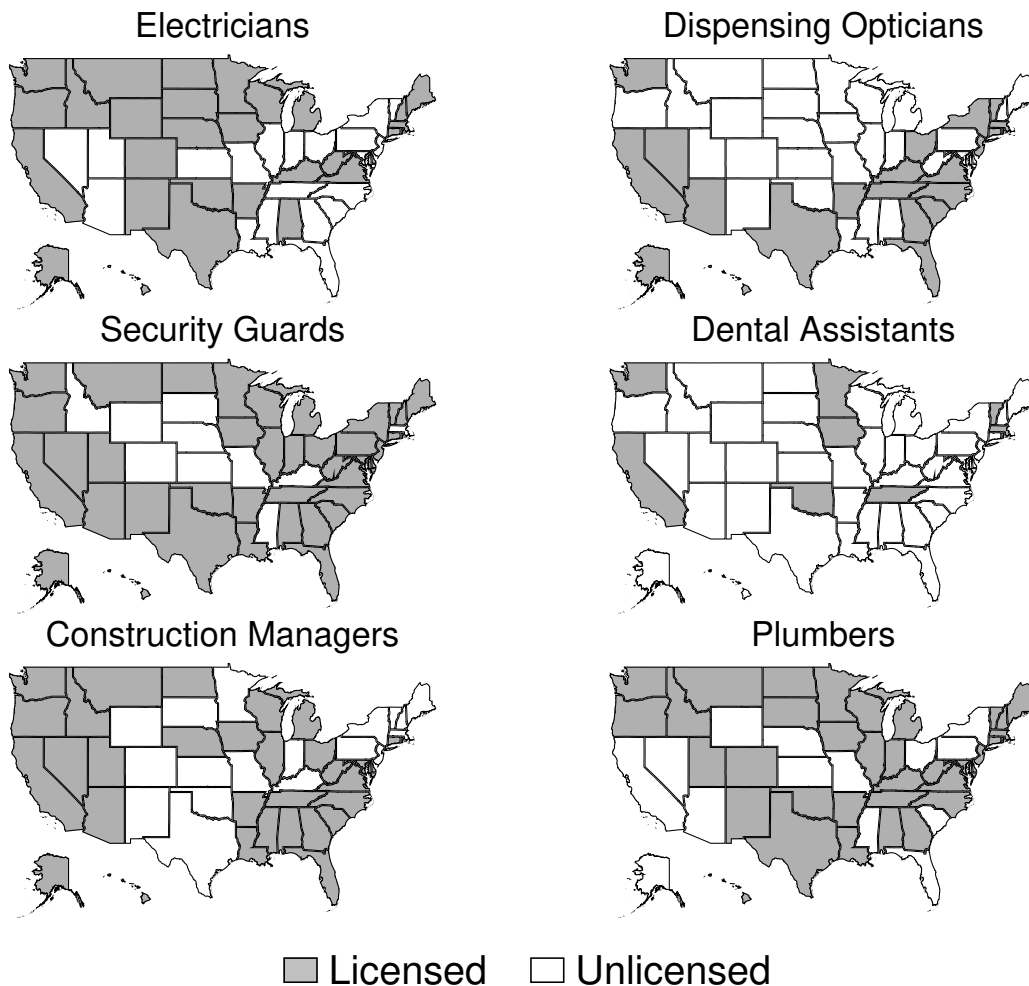 Electricians
Dispensing Opticians
Security Guards
Dental Assistants
Construction Managers
Plumbers
Licensed
Unlicensed